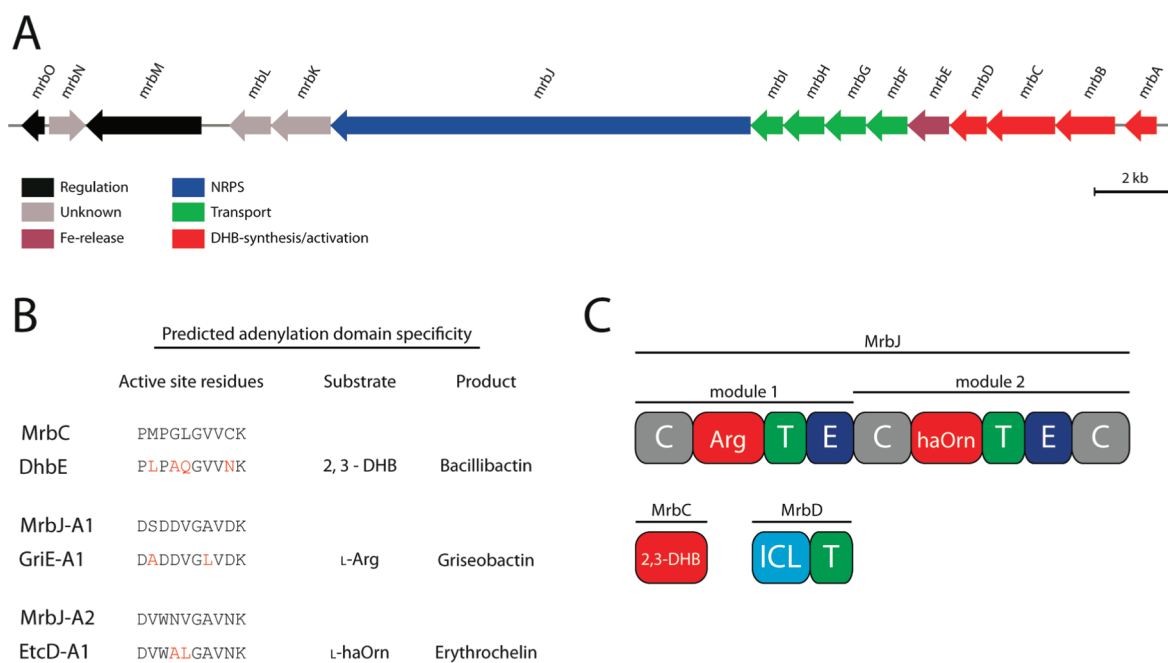 A
mrbO mrbN mrbM mrbL mrbK mrbJ mrbI mrbH mrbG mrbF mrbE mrbD mrbC mrbB mrbA
Regulation NRPS
Unknown Transport
Fe-release DHB-synthesis/activation
2 kb
B
Predicted adenylation domain specificity
Active site residues Substrate Product
MrbC PMPGLGVVCK
DhbE PLPAQGVVNK 2, 3 - DHB Bacillibactin
MrbJ-A1 DSDDVGAVDK
GriE-A1 DADDVGLVDK L-Arg Griseobactin
MrbJ-A2 DVWNVGAVNK
EtcD-A1 DVWALGAVNK L-haOrn Erythrochelin
C
MrbJ
module 1 module 2
C Arg T E C haOrn T E C
MrbC MrbD
2,3-DHB ICL T